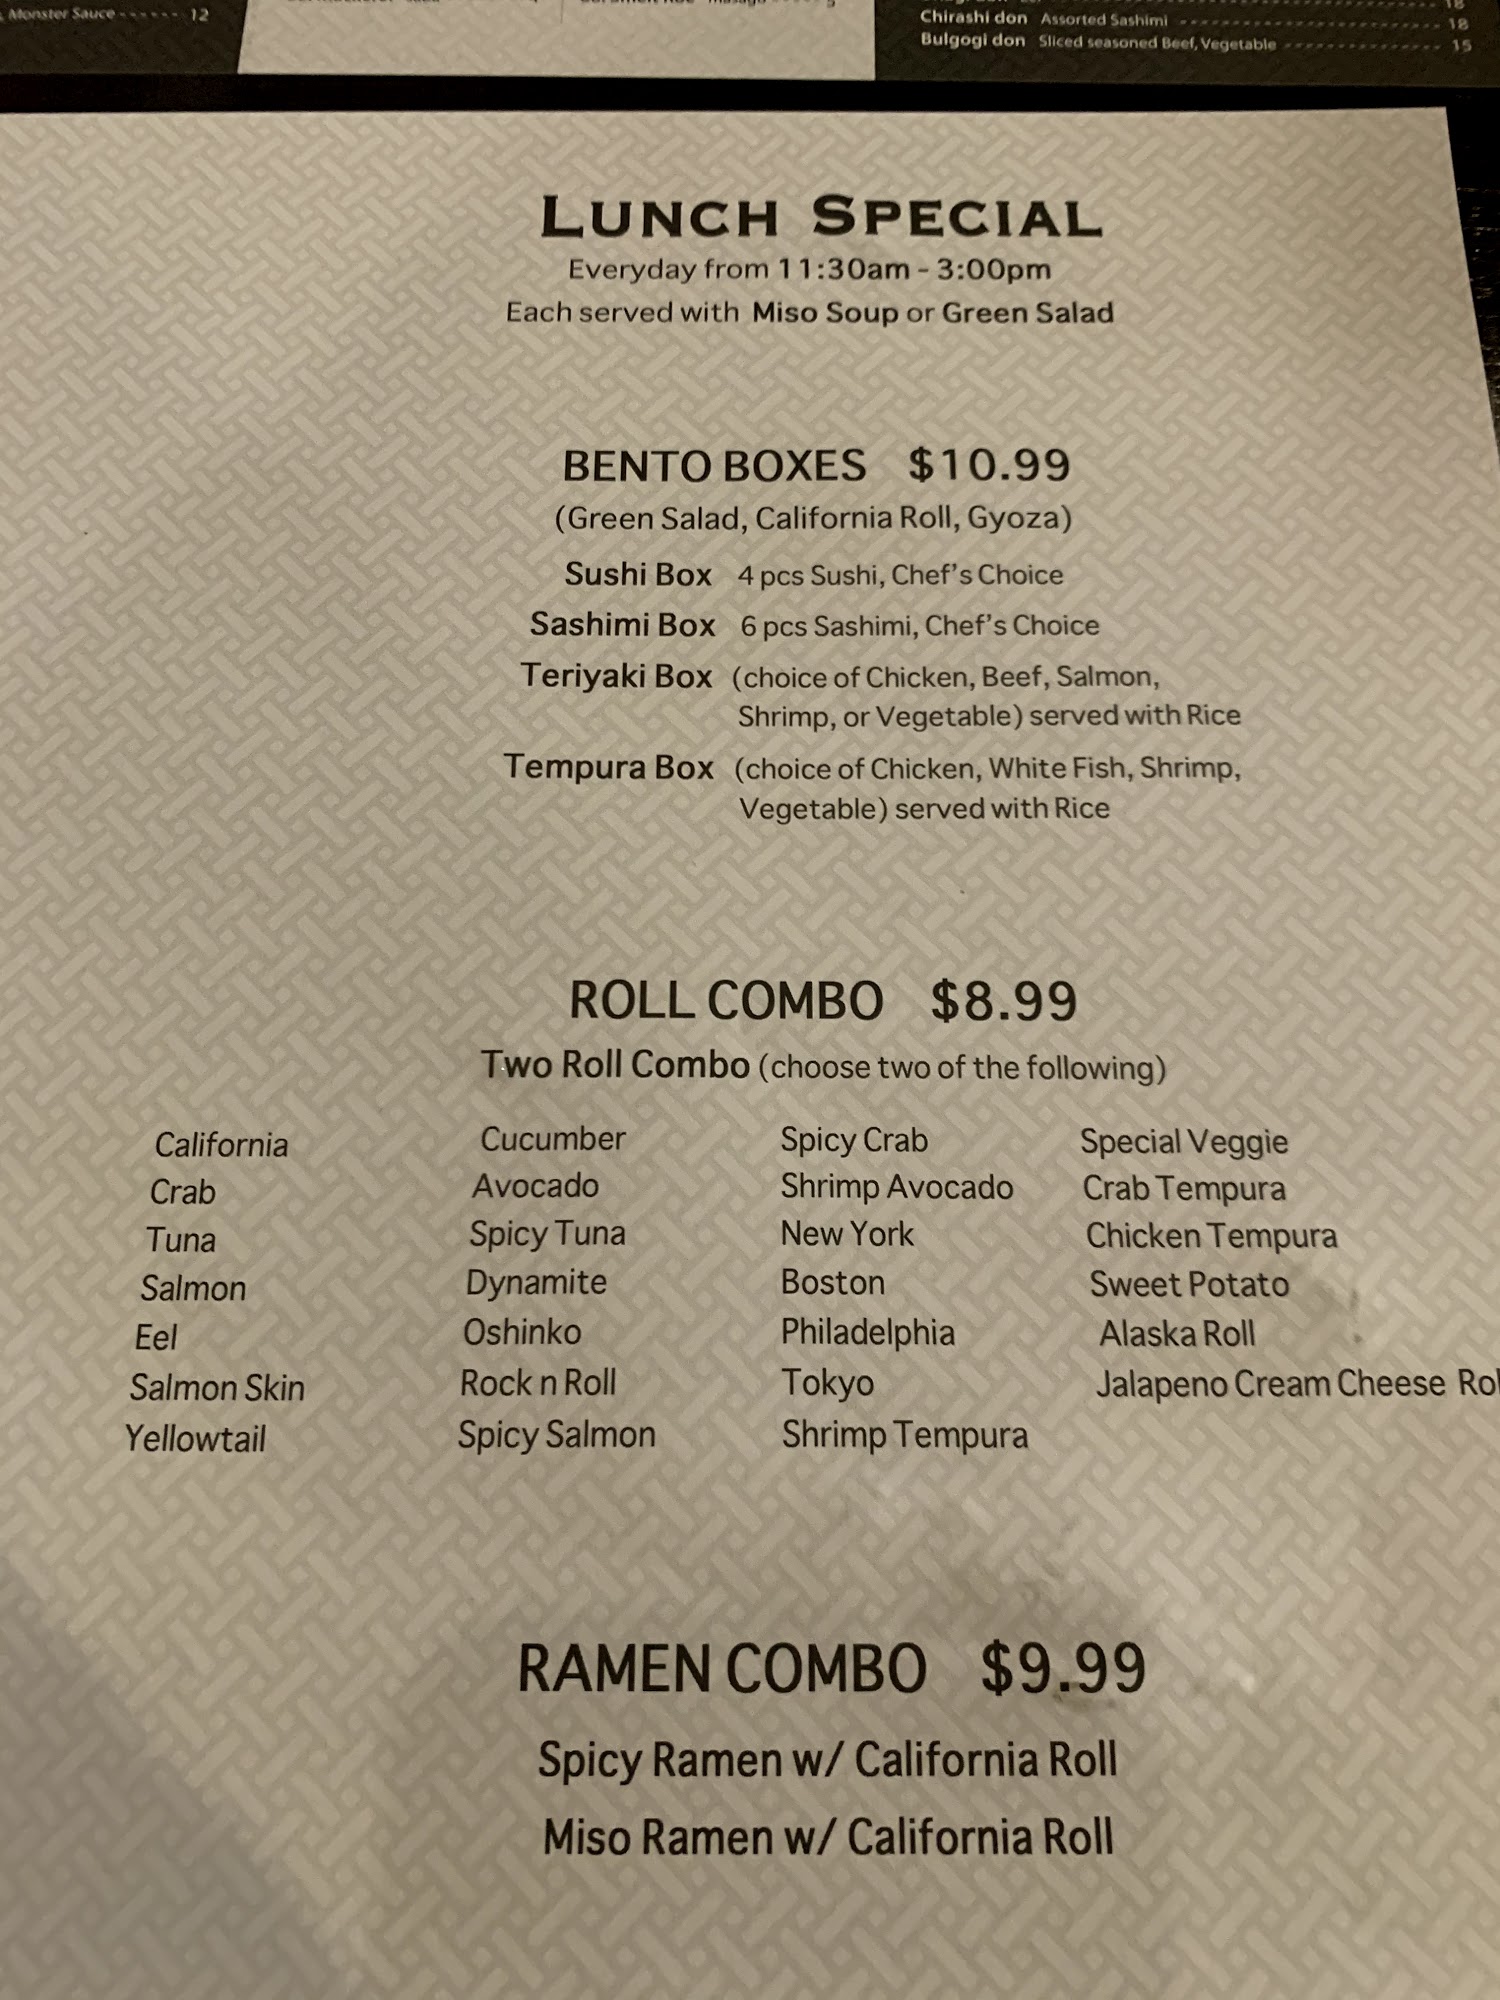 Monster Sauce ------ 12
5
18
Chirashi don Assorted Sashimi 18
Bulgogi don Sliced seasoned Beef, Vegetable 15
LUNCH SPECIAL
Everyday from 11:30am - 3:00pm
Each served with Miso Soup or Green Salad
BENTO BOXES $10.99
(Green Salad, California Roll, Gyoza)
Sushi Box 4 pcs Sushi, Chef's Choice
Sashimi Box 6 pcs Sashimi, Chef's Choice
Teriyaki Box (choice of Chicken, Beef, Salmon,
Shrimp, or Vegetable) served with Rice
Tempura Box (choice of Chicken, White Fish, Shrimp,
Vegetable) served with Rice
ROLL COMBO $8.99
Two Roll Combo (choose two of the following)
California
Crab
Tuna
Salmon
Eel
Salmon Skin
Yellowtail
Cucumber
Avocado
Spicy Tuna
Dynamite
Oshinko
Rock n Roll
Spicy Salmon
Spicy Crab
Shrimp Avocado
New York
Boston
Philadelphia
Tokyo
Shrimp Tempura
Special Veggie
Crab Tempura
Chicken Tempura
Sweet Potato
Alaska Roll
Jalapeno Cream Cheese Rol
RAMEN COMBO $9.99
Spicy Ramen w/ California Roll
Miso Ramen w/ California Roll